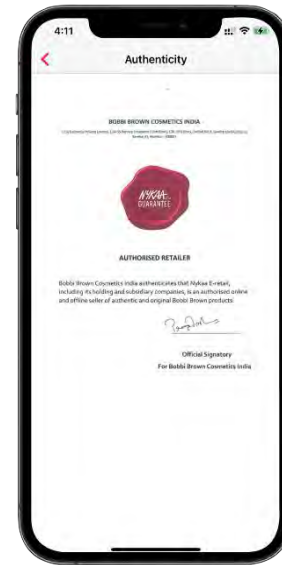 4:11
Authenticity
BOBBI BROWN COSMETICS INDIA
NYKAA
GUARANTEE
AUTHORISED RETAILER
Bobbi Brown Cosmetics India authenticates that Nykaa E-retail,
including its holding and subsidiary companies, is an authorised online
and offline seller of authentic and original Bobbi Brown products
Official Signatory
For Bobbi Brown Cosmetics India